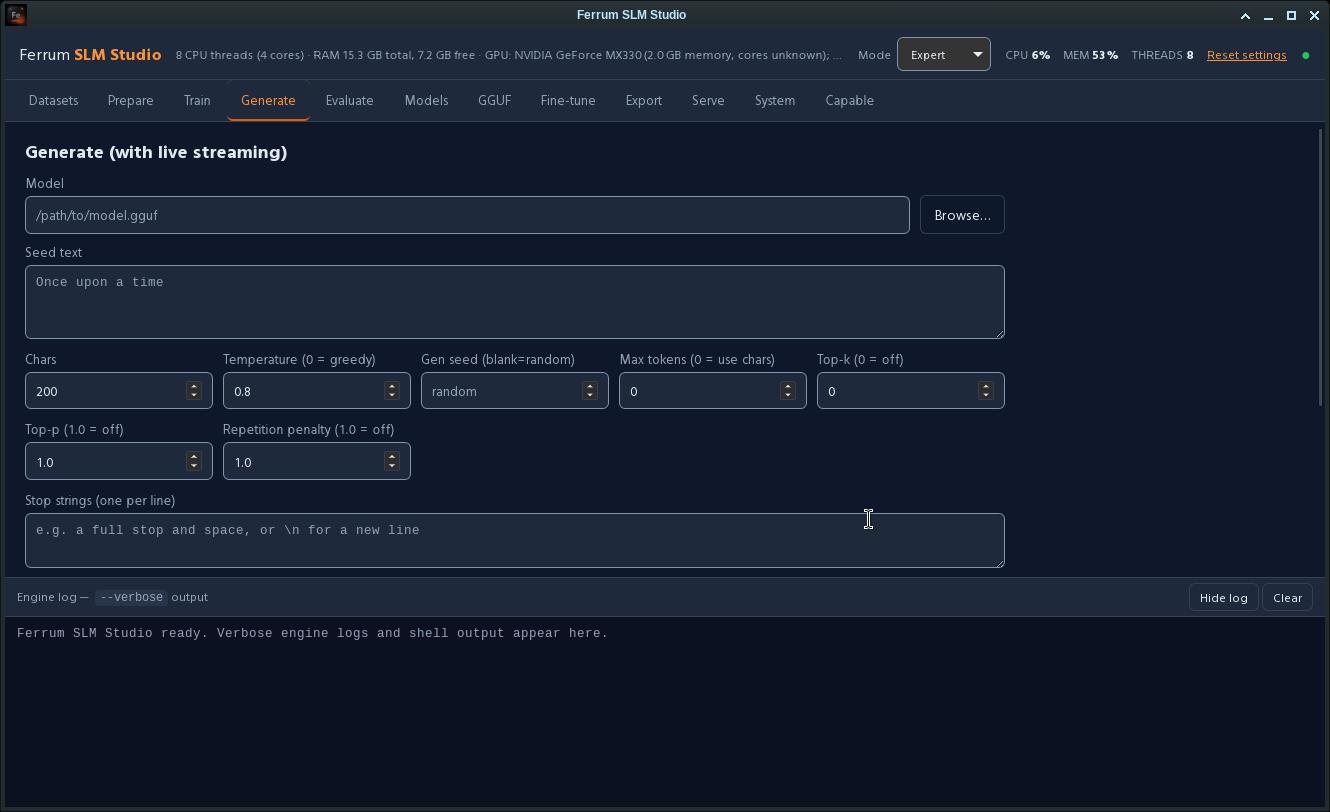 Ferrum SLM Studio
Fe
Ferrum SLM Studio 8 CPU threads (4 cores) · RAM 15.3 GB total, 7.2 GB free · GPU: NVIDIA GeForce MX330 (2.0 GB memory, cores unknown); ... Mode Expert CPU 6% MEM 53% THREADS 8 Reset settings
Datasets Prepare Train Generate Evaluate Models GGUF Fine-tune Export Serve System Capable
Generate (with live streaming)
Model
/path/to/model.gguf Browse...
Seed text
Once upon a time
Chars Temperature (0 = greedy) Gen seed (blank=random) Max tokens (0 = use chars) Top-k (0 = off)
200 0.8 random 0 0
Top-p (1.0 = off) Repetition penalty (1.0 = off)
1.0 1.0
Stop strings (one per line)
e.g. a full stop and space, or \n for a new line
Engine log — --verbose output Hide log Clear
Ferrum SLM Studio ready. Verbose engine logs and shell output appear here.